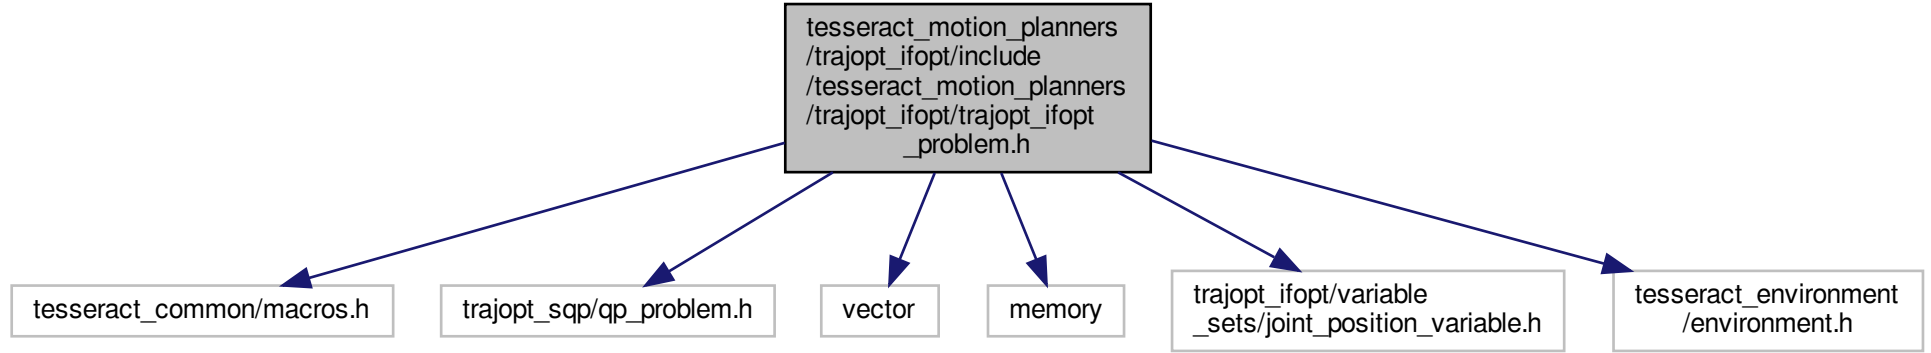 tesseract_motion_planners
/trajopt_ifopt/include
/tesseract_motion_planners
/trajopt_ifopt/trajopt_ifopt
_problem.h
tesseract_common/macros.h
trajopt_sqp/qp_problem.h
vector
memory
trajopt_ifopt/variable
_sets/joint_position_variable.h
tesseract_environment
/environment.h